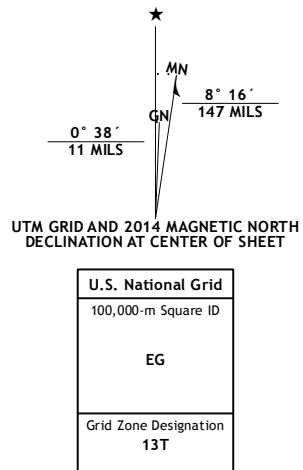 ★
MN
8° 16´
147 MILS
GN
0° 38´
11 MILS
UTM GRID AND 2014 MAGNETIC NORTH
DECLINATION AT CENTER OF SHEET
U.S. National Grid
100,000-m Square ID
EG
Grid Zone Designation
13T